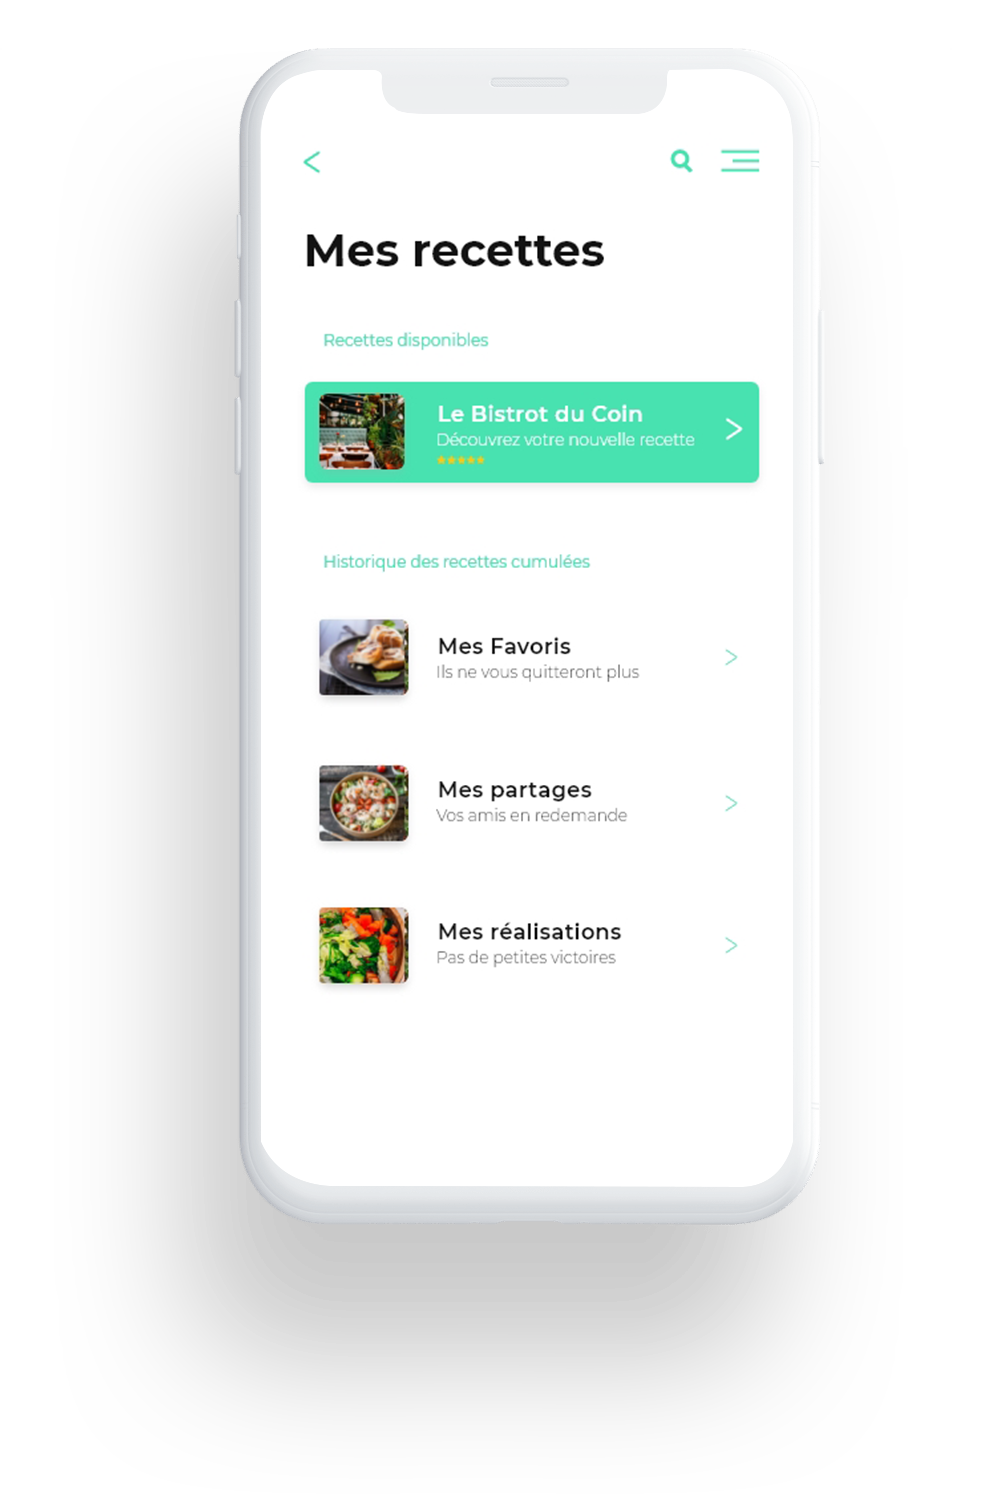 Mes recettes
Recettes disponibles
Le Bistrot du Coin
Découvrez votre nouvelle recette
Historique des recettes cumulées
Mes Favoris
Ils ne vous quitteront plus
Mes partages
Vos amis en redemande
Mes réalisations
Pas de petites victoires